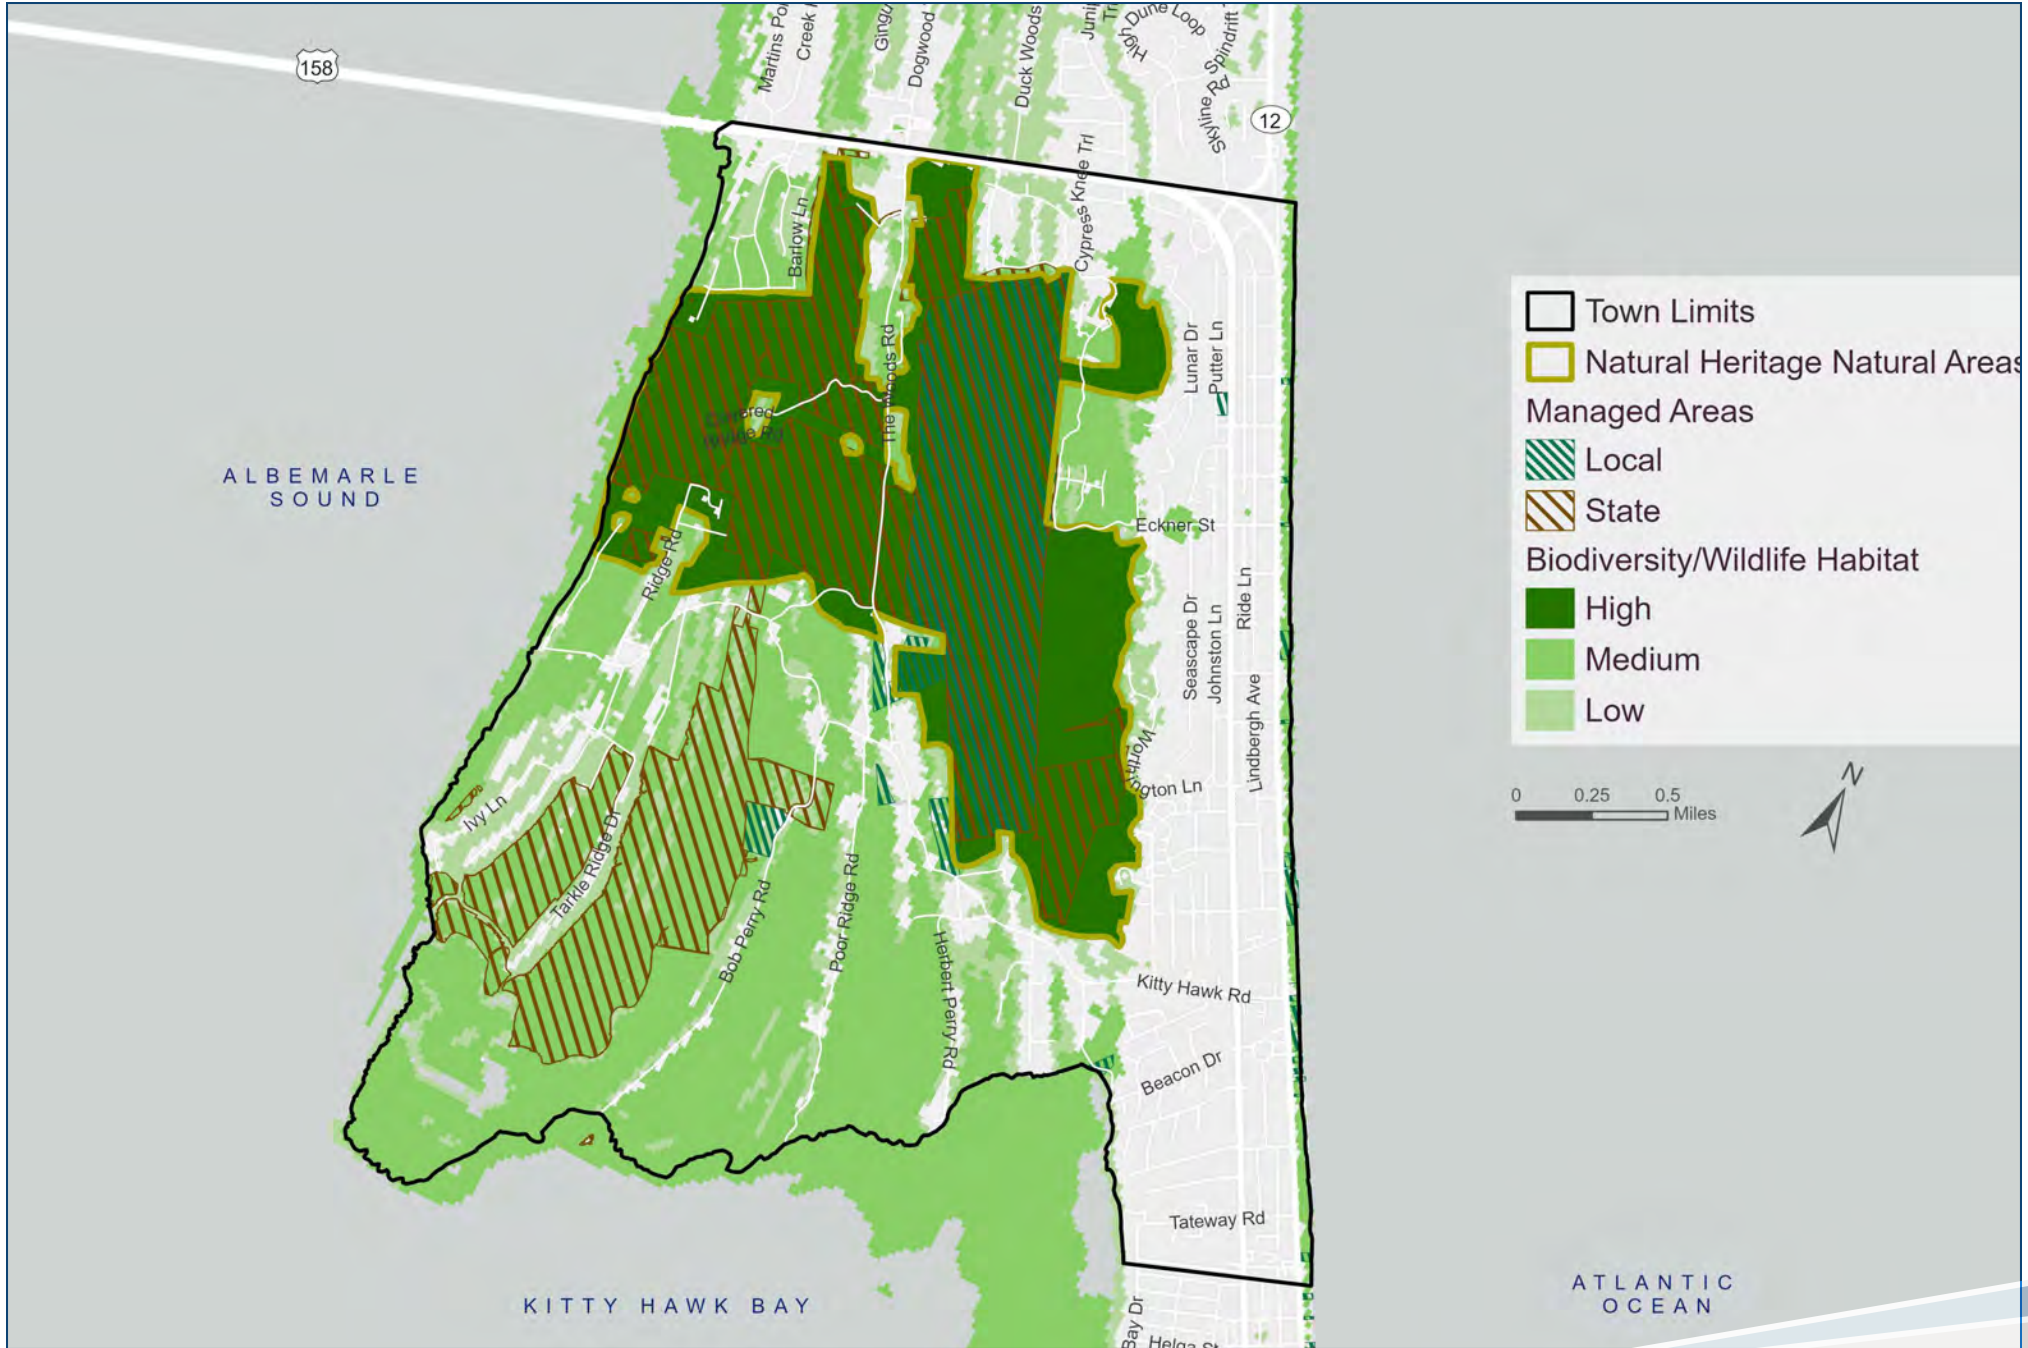 158
Creek
Dogwood
Duck Woods
High Dune Loop
Spindrift
Skyline Rd
12
Cypress Knee Trl
Barlow Ln
Lunar Dr
Putter Ln
The Woods Rd
ALBEMARLE
SOUND
Ridge Rd
Eckner St
Ride Ln
Seascape Dr
Johnston Ln
Lindbergh Ave
Ivy Ln
Tarkle Ridge Dr
Bob Perry Rd
Poor Ridge Rd
Herbert Perry Rd
Kitty Hawk Rd
Beacon Dr
Tateway Rd
Bay Dr
KITTY HAWK BAY
ATLANTIC
OCEAN
Town Limits
Natural Heritage Natural Areas
Managed Areas
Local
State
Biodiversity/Wildlife Habitat
High
Medium
Low
0 0.25 0.5
Miles
N